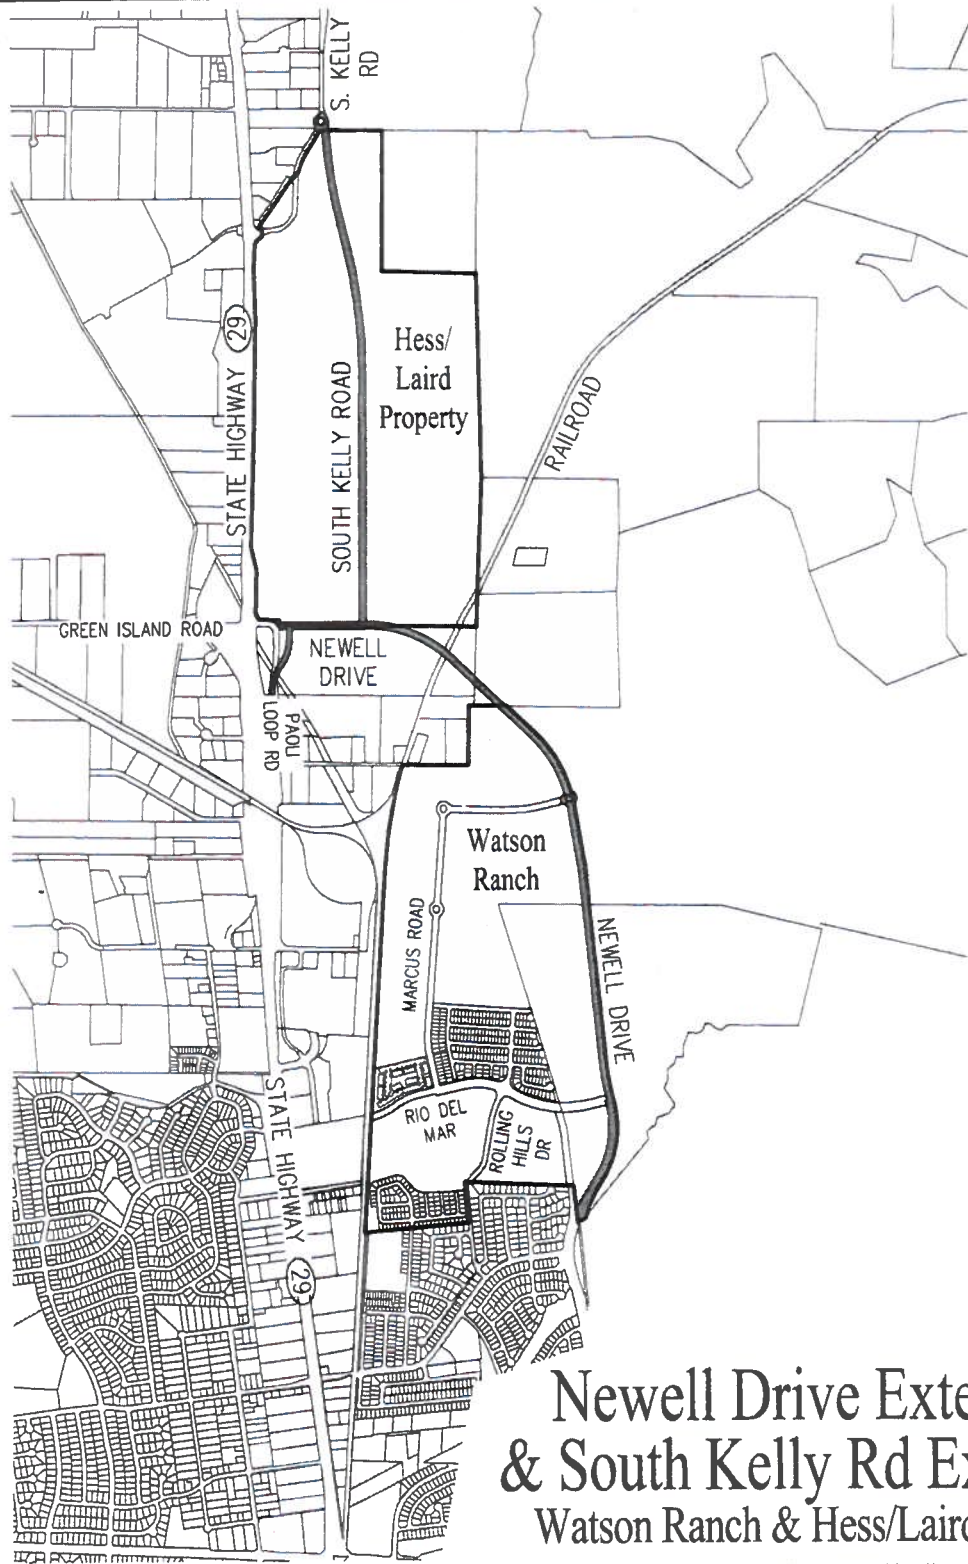 S. KELLY
RD
29
STATE HIGHWAY
SOUTH KELLY ROAD
Hess/
Laird
Property
RAILROAD
GREEN ISLAND ROAD
NEWELL
DRIVE
PAOLI
LOOP RD
Watson
Ranch
MARCUS ROAD
NEWELL DRIVE
RIO DEL
MAR
ROLLING
HILLS
DR
STATE HIGHWAY
29
Newell Drive Exte
& South Kelly Rd Ex
Watson Ranch & Hess/Laird